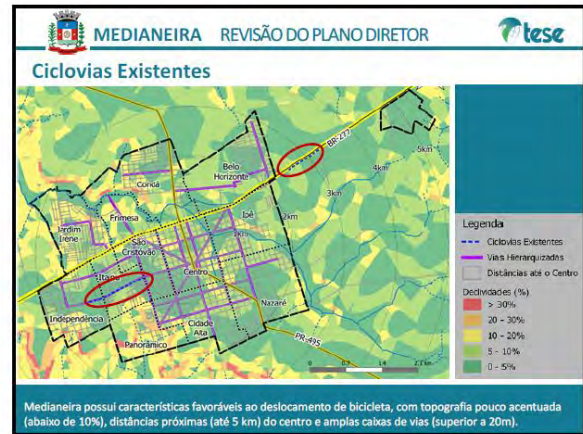 MEDIANEIRA REVISÃO DO PLANO DIRETOR
tese
Ciclovias Existentes
BR-277
5km
4km
3km
2km
Belo
Horizonte
Condá
Frimesa
Jardim
Irene
São
Cristóvão
Ipê
Centro
Itaipu
Independência
Nazaré
Cidade
Alta
Panorâmico
PR-495
Legenda
Ciclovias Existentes
Vias Hierarquizadas
Distâncias até o Centro
Declividades (%)
> 30%
20 - 30%
10 - 20%
5 - 10%
0 - 5%
Medianeira possui características favoráveis ao deslocamento de bicicleta, com topografia pouco acentuada
(abaixo de 10%), distâncias próximas (até 5 km) do centro e amplas caixas de vias (superior a 20m).